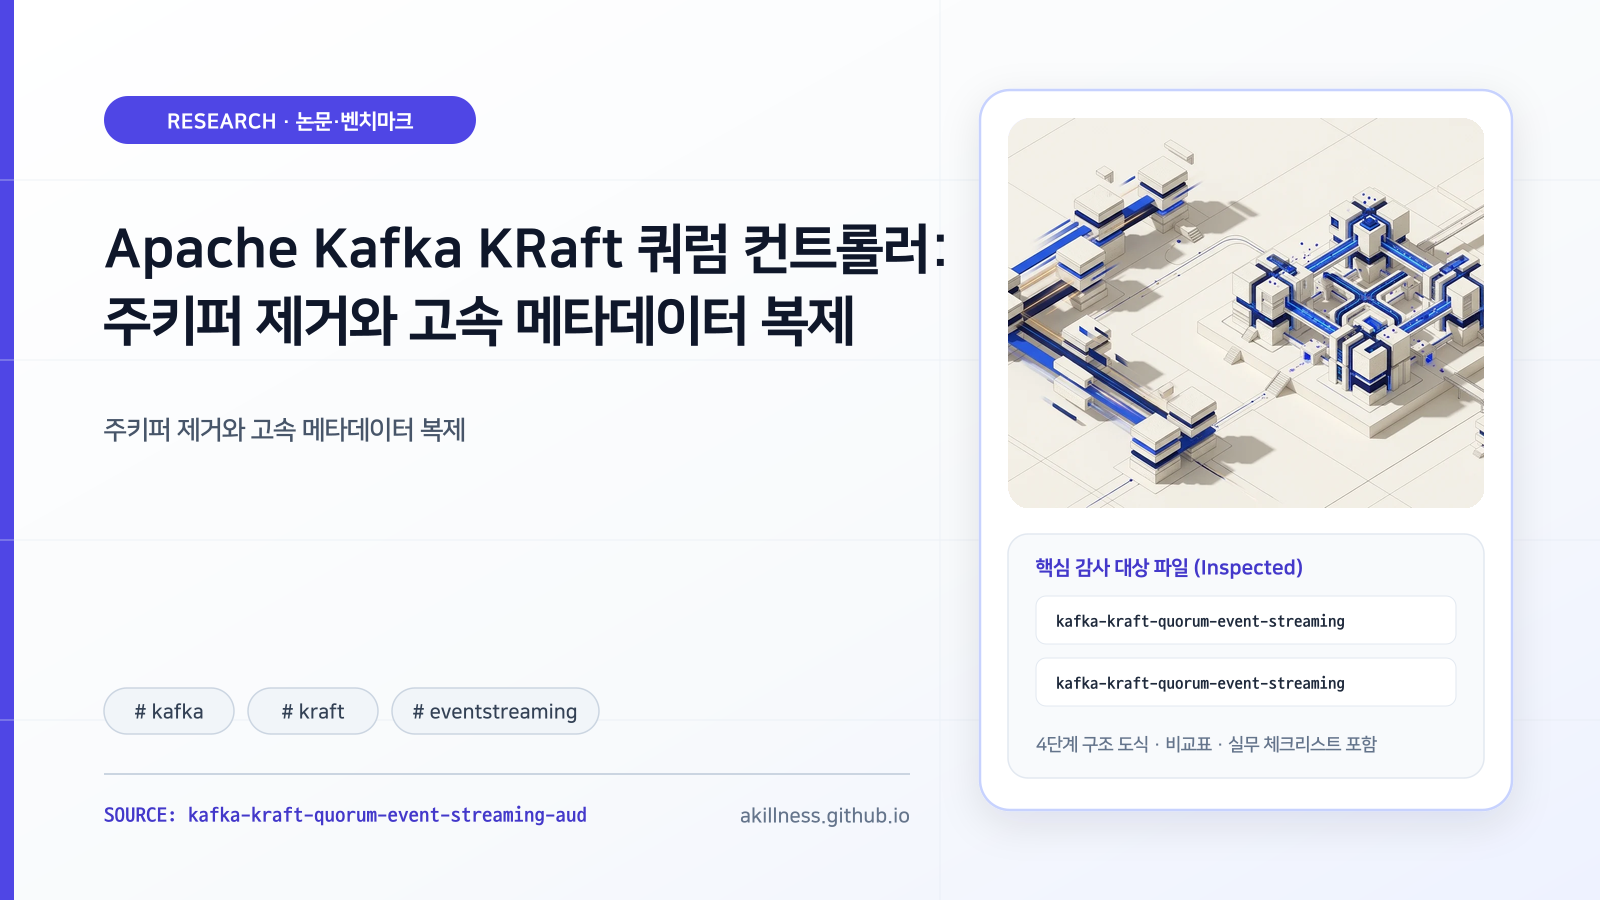 RESEARCH · 논문·벤치마크
Apache Kafka KRaft 쿼럼 컨트롤러:
주키퍼 제거와 고속 메타데이터 복제
주키퍼 제거와 고속 메타데이터 복제
# kafka
# kraft
# eventstreaming
SOURCE: kafka-kraft-quorum-event-streaming-aud
akillness.github.io
핵심 감사 대상 파일 (Inspected)
kafka-kraft-quorum-event-streaming
kafka-kraft-quorum-event-streaming
4단계 구조 도식 · 비교표 · 실무 체크리스트 포함